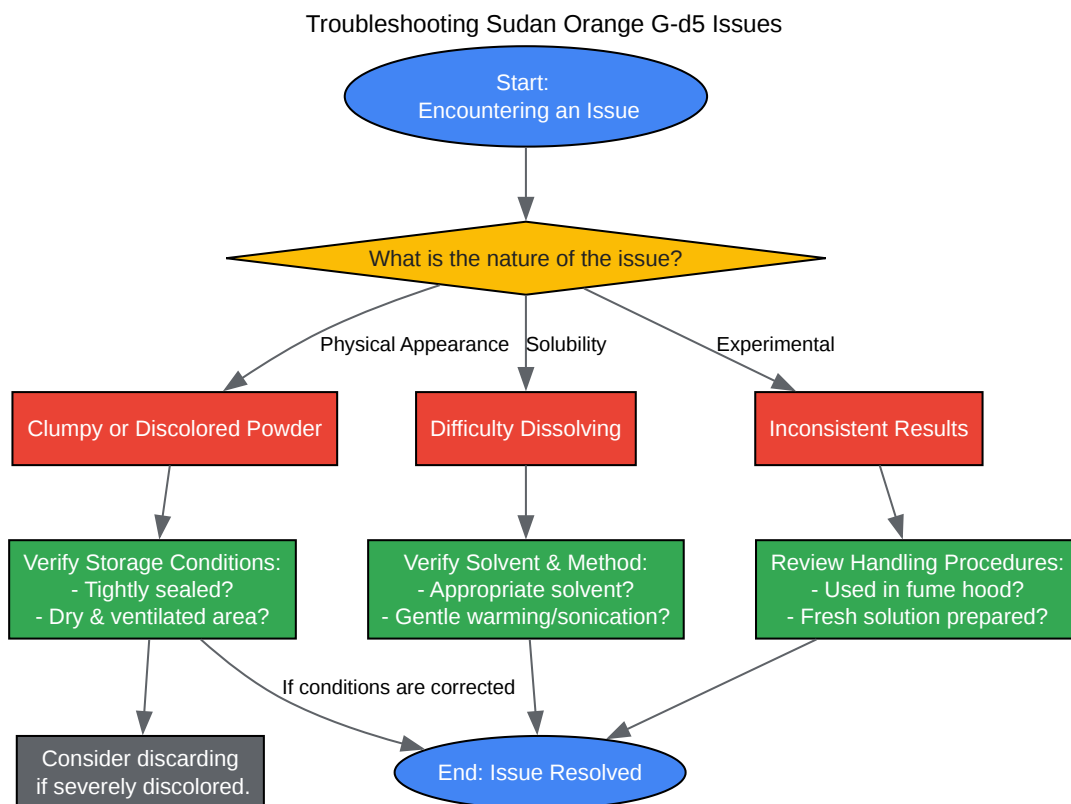 Troubleshooting Sudan Orange G-d5 Issues
Start:
Encountering an Issue
What is the nature of the issue?
Physical Appearance
Solubility
Experimental
Clumpy or Discolored Powder
Difficulty Dissolving
Inconsistent Results
Verify Storage Conditions:
- Tightly sealed?
- Dry & ventilated area?
Verify Solvent & Method:
- Appropriate solvent?
- Gentle warming/sonication?
Review Handling Procedures:
- Used in fume hood?
- Fresh solution prepared?
If conditions are corrected
Consider discarding
if severely discolored.
End: Issue Resolved